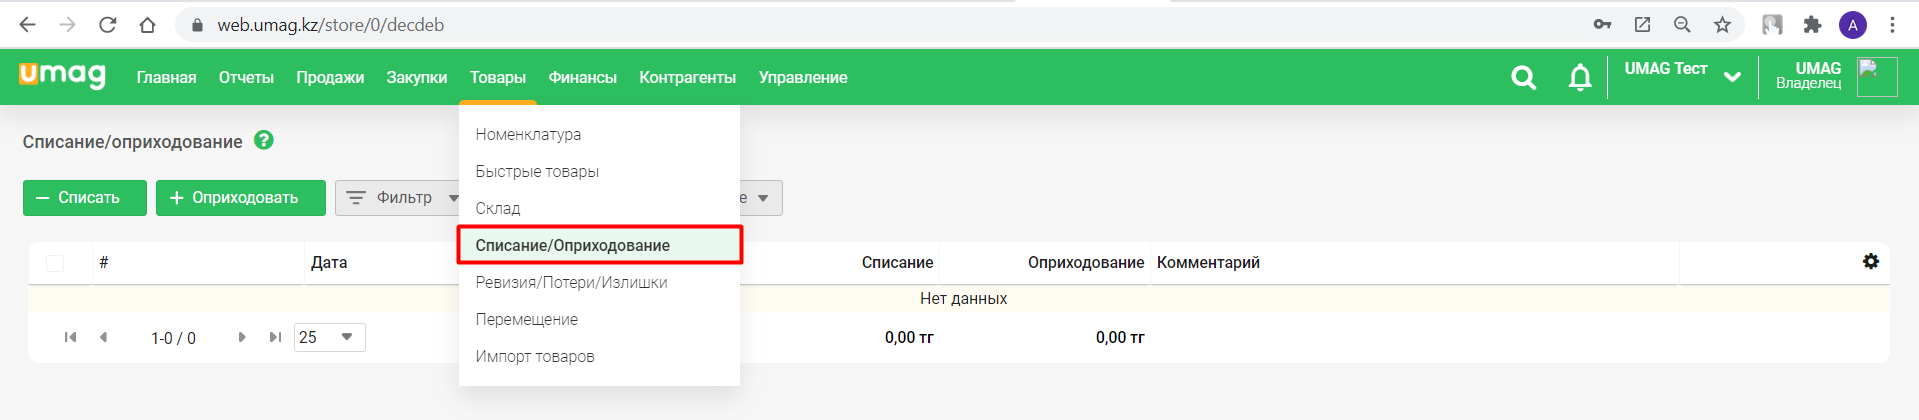 web.umag.kz/store/0/decdeb
A
umag
Главная Отчеты Продажи Закупки Товары Финансы Контрагенты Управление
UMAG Тест
UMAG
Владелец
Списание/оприходование ?
Списать
Оприходовать
Фильтр
е
Номенклатура
Быстрые товары
Склад
Списание/Оприходование
Ревизия/Потери/Излишки
Перемещение
Импорт товаров
# Дата Списание Оприходование Комментарий
Нет данных
1-0 / 0 25 0,00 тг 0,00 тг